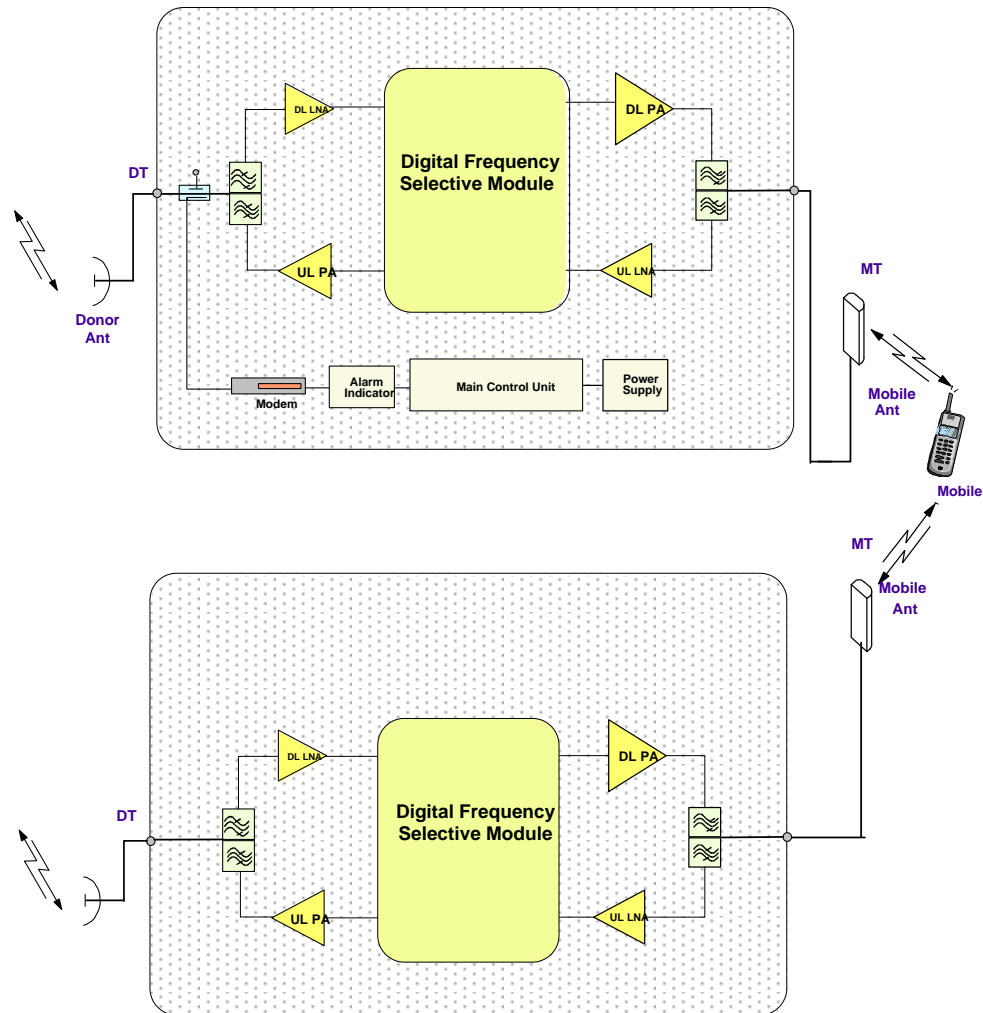 DL LNA
DL PA
Digital Frequency
Selective Module
DT
UL PA
UL LNA
Donor
Ant
MT
Alarm
Indicator
Main Control Unit
Power
Supply
Modem
Mobile
Ant
Mobile
MT
Mobile
Ant
DL LNA
DL PA
Digital Frequency
Selective Module
DT
UL PA
UL LNA